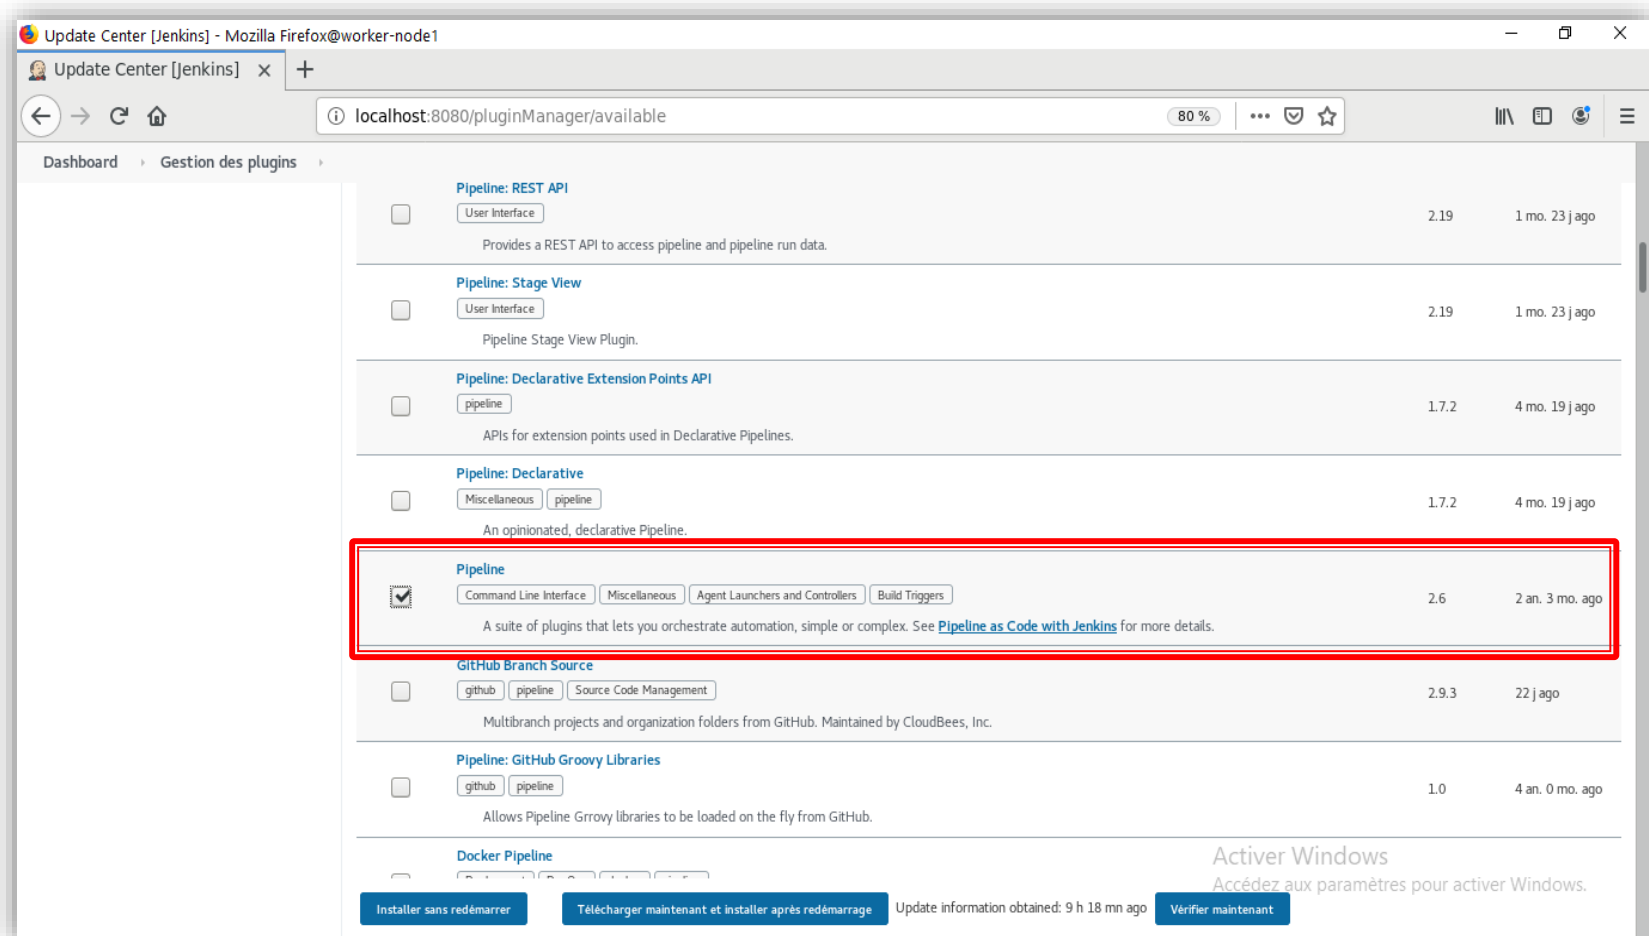 Update Center [Jenkins] - Mozilla Firefox@worker-node1
Update Center [Jenkins]
localhost:8080/pluginManager/available
80 %
Dashboard
Gestion des plugins
Pipeline: REST API
User Interface
2.19
1 mo. 23 j ago
Provides a REST API to access pipeline and pipeline run data.
Pipeline: Stage View
User Interface
2.19
1 mo. 23 j ago
Pipeline Stage View Plugin.
Pipeline: Declarative Extension Points API
pipeline
1.7.2
4 mo. 19 j ago
APIs for extension points used in Declarative Pipelines.
Pipeline: Declarative
Miscellaneous pipeline
1.7.2
4 mo. 19 j ago
An opinionated, declarative Pipeline.
Pipeline
Command Line Interface Miscellaneous Agent Launchers and Controllers Build Triggers
2.6
2 an. 3 mo. ago
A suite of plugins that lets you orchestrate automation, simple or complex. See Pipeline as Code with Jenkins for more details.
GitHub Branch Source
github pipeline Source Code Management
2.9.3
22 j ago
Multibranch projects and organization folders from GitHub. Maintained by CloudBees, Inc.
Pipeline: GitHub Groovy Libraries
github pipeline
1.0
4 an. 0 mo. ago
Allows Pipeline Grrovy libraries to be loaded on the fly from GitHub.
Docker Pipeline
Activer Windows
Accédez aux paramètres pour activer Windows.
Installer sans redémarrer
Télécharger maintenant et installer après redémarrage
Update information obtained: 9 h 18 mn ago
Vérifier maintenant